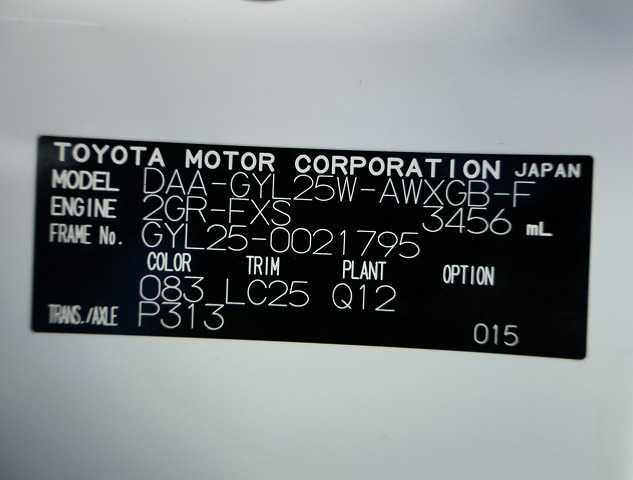 TOYOTA MOTOR CORPORATION JAPAN
MODEL DAA-GYL25W-AWXGB-F
ENGINE 2GR-FXS 3456 mL
FRAME No. GYL25-0021795
COLOR TRIM PLANT OPTION
083 LC25 Q12
TRANS./AXLE P313
015